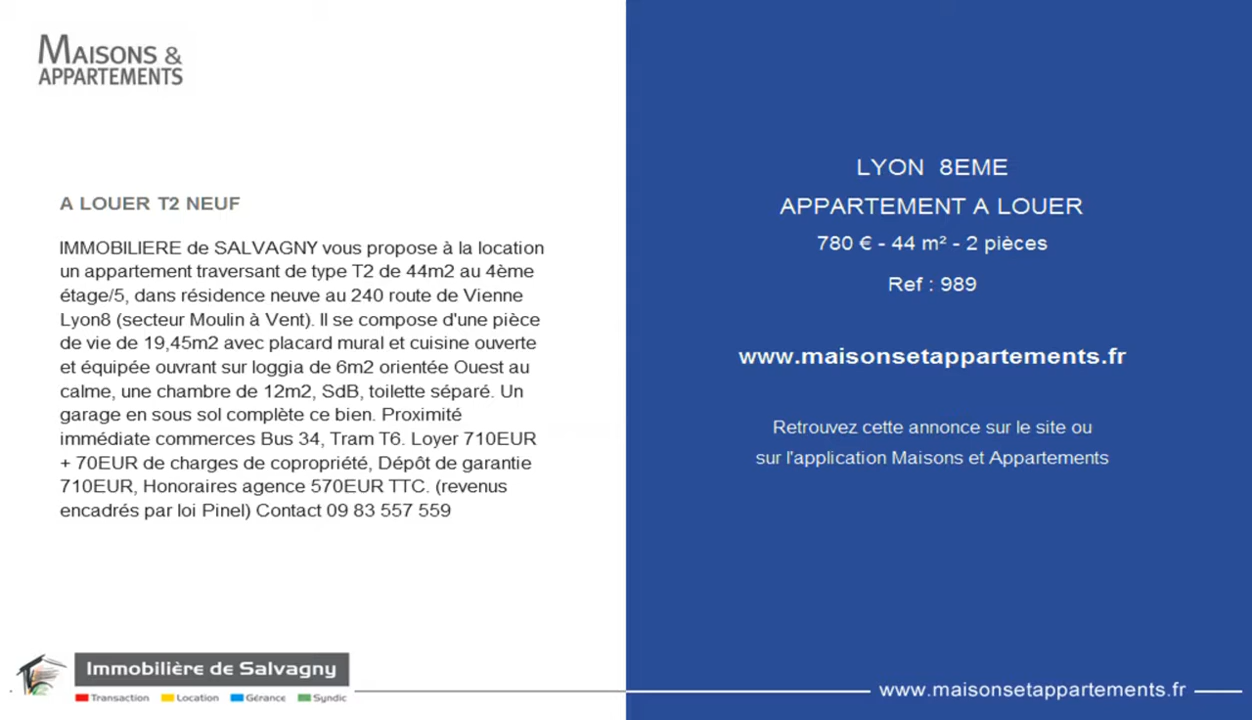 MAISONS &
APPARTEMENTS
A LOUER T2 NEUF
IMMOBILIERE de SALVAGNY vous propose à la location
un appartement traversant de type T2 de 44m2 au 4ème
étage/5, dans résidence neuve au 240 route de Vienne
Lyon8 (secteur Moulin à Vent). Il se compose d'une pièce
de vie de 19,45m2 avec placard mural et cuisine ouverte
et équipée ouvrant sur loggia de 6m2 orientée Ouest au
calme, une chambre de 12m2, SdB, toilette séparé. Un
garage en sous sol complète ce bien. Proximité
immédiate commerces Bus 34, Tram T6. Loyer 710EUR
+ 70EUR de charges de copropriété, Dépôt de garantie
710EUR, Honoraires agence 570EUR TTC. (revenus
encadrés par loi Pinel) Contact 09 83 557 559
Immobilière de Salvagny
Transaction Location Gérance Syndic
LYON 8EME
APPARTEMENT A LOUER
780 € - 44 m² - 2 pièces
Ref : 989
www.maisonsetappartements.fr
Retrouvez cette annonce sur le site ou
sur l'application Maisons et Appartements
www.maisonsetappartements.fr